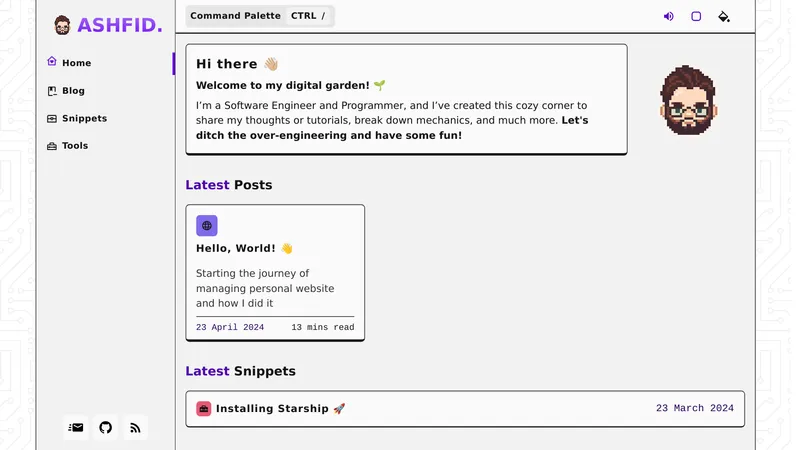 ASHFID.
Command Palette CTRL /
Home
Blog
Snippets
Tools
Hi there 👋🏼
Welcome to my digital garden! 🌱
I'm a Software Engineer and Programmer, and I've created this cozy corner to
share my thoughts or tutorials, break down mechanics, and much more. Let's
ditch the over-engineering and have some fun!
Latest Posts
Hello, World! 👋
Starting the journey of
managing personal website
and how I did it
23 April 2024 13 mins read
Latest Snippets
Installing Starship 🚀 23 March 2024